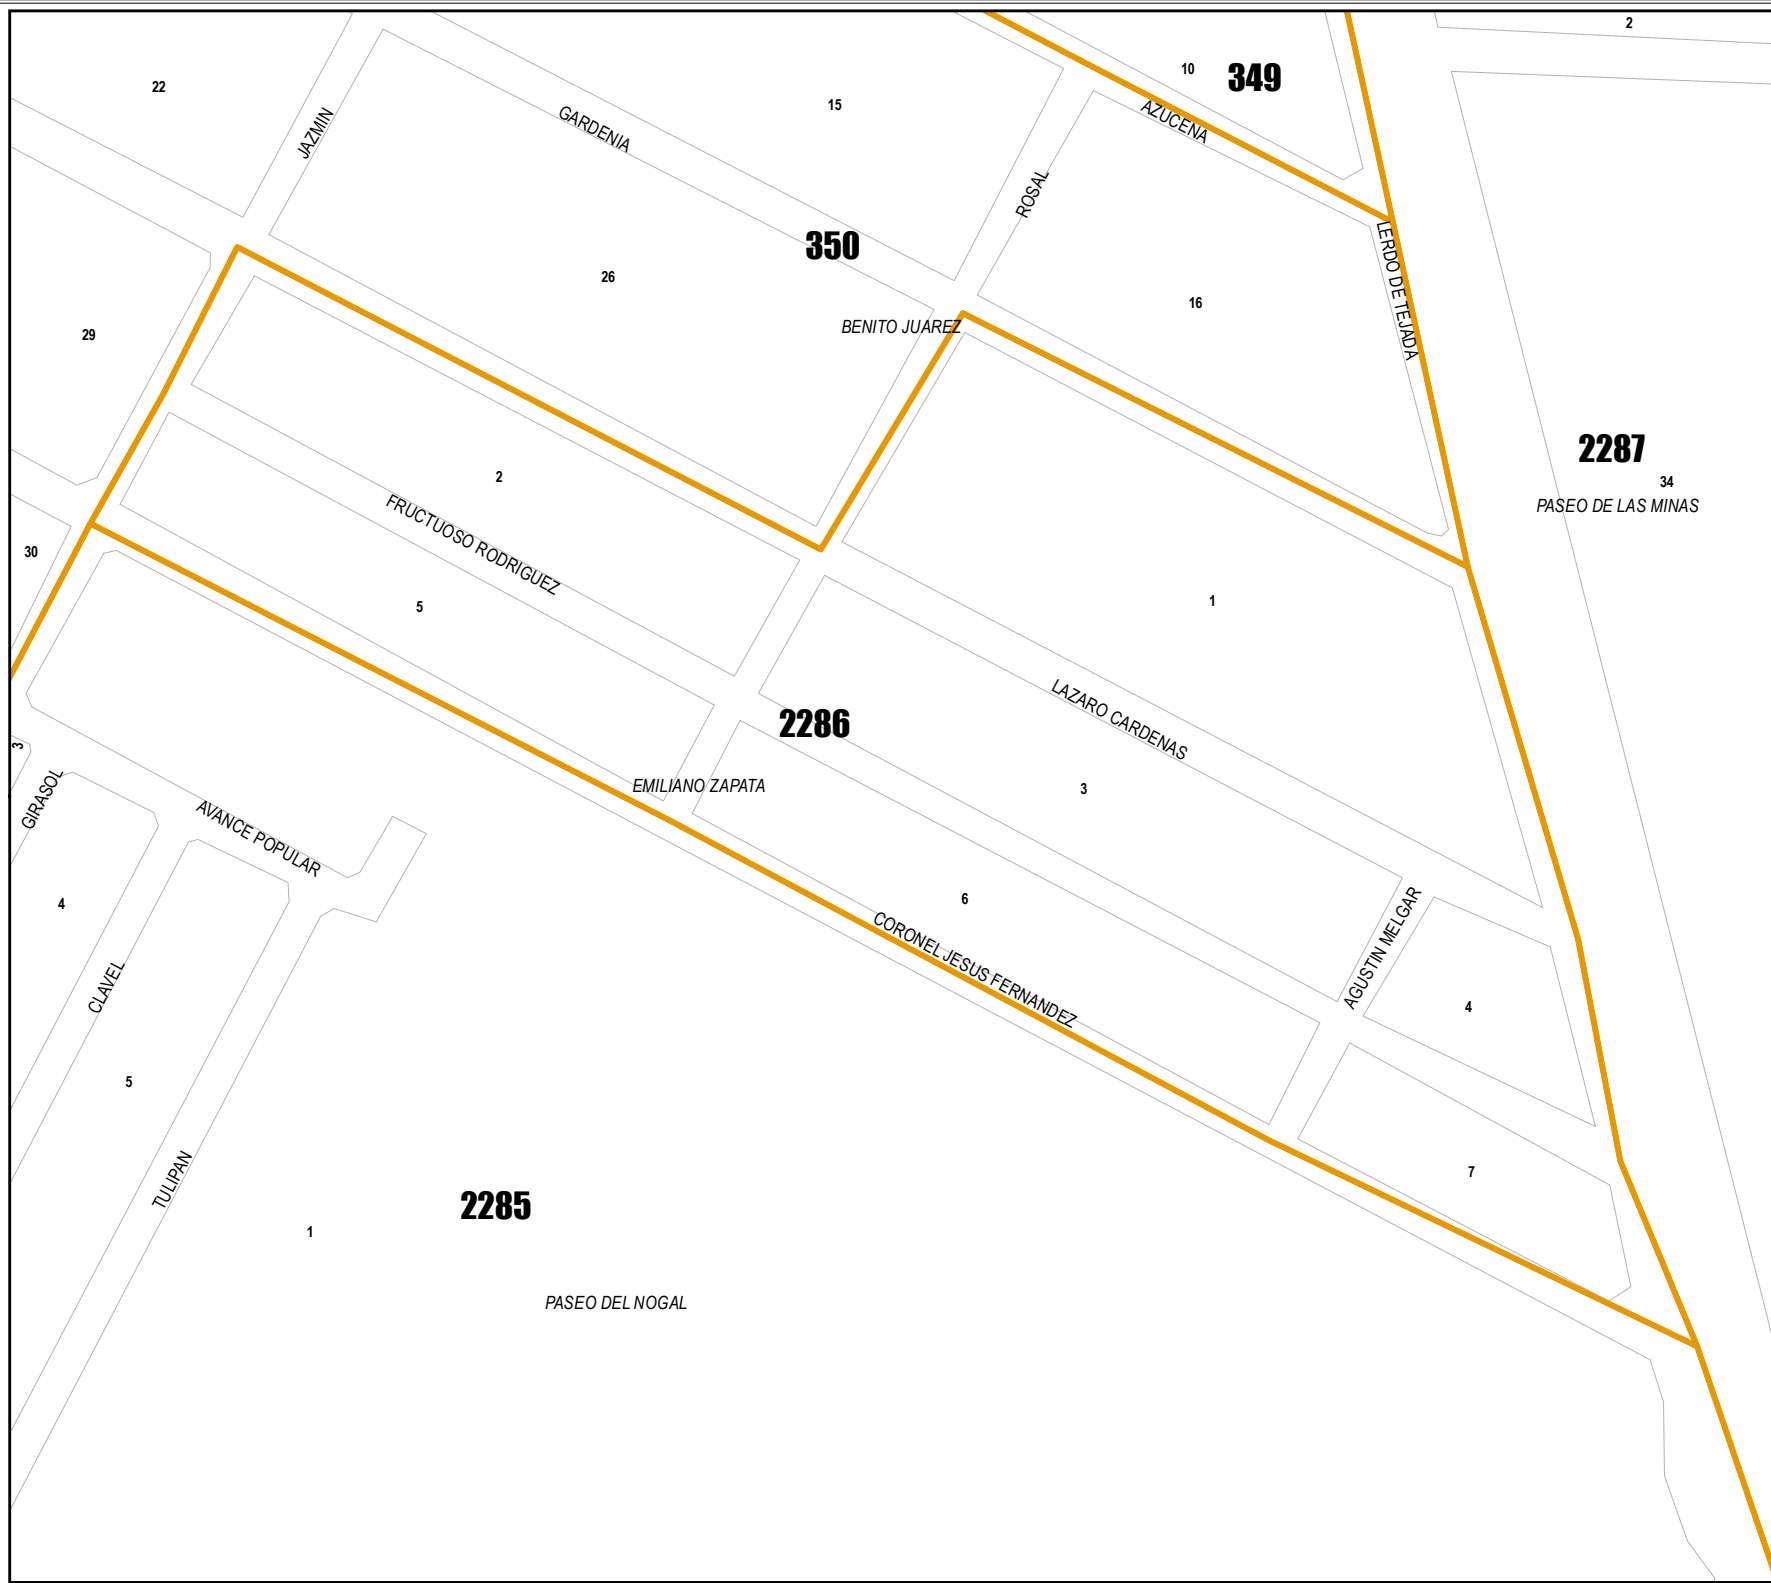 2
22
10
349
15
AZUCENA
GARDENIA
JAZMIN
ROSAL
350
LERDO DE TEJADA
26
16
BENITO JUAREZ
29
2287
34
PASEO DE LAS MINAS
2
FRUCTUOSO RODRIGUEZ
30
5
1
LAZARO CARDENAS
2286
3
EMILIANO ZAPATA
3
GIRASOL
AVANCE POPULAR
4
6
CORONEL JESUS FERNANDEZ
AGUSTIN MELGAR
4
CLAVEL
5
7
TULIPAN
2285
1
PASEO DEL NOGAL